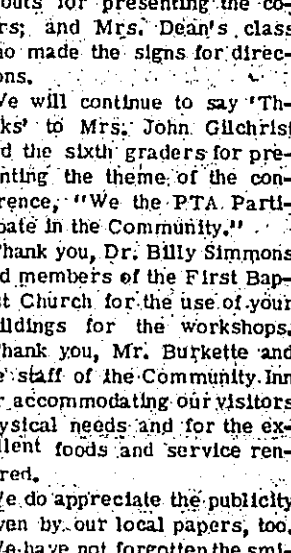 outs for presenting the co-
rs; and Mrs. Dean's class
o made the signs for direc-
ons.
e will continue to say 'Th-
ks' to Mrs. John Gilchrist
d the sixth graders for pre-
nting the theme of the con-
rence, "We the PTA Parti-
pate in the Community."
hank you, Dr. Billy Simmons
d members of the First Bap-
st Church for the use of your
ildings for the workshops.
hank you, Mr. Burkette and
e staff of the Community Inn
r accommodating our visitors
ysical needs and for the ex-
llent foods and service ren-
red.
e do appreciate the publicity
ven by our local papers, too.
e have not forgotten the smi-